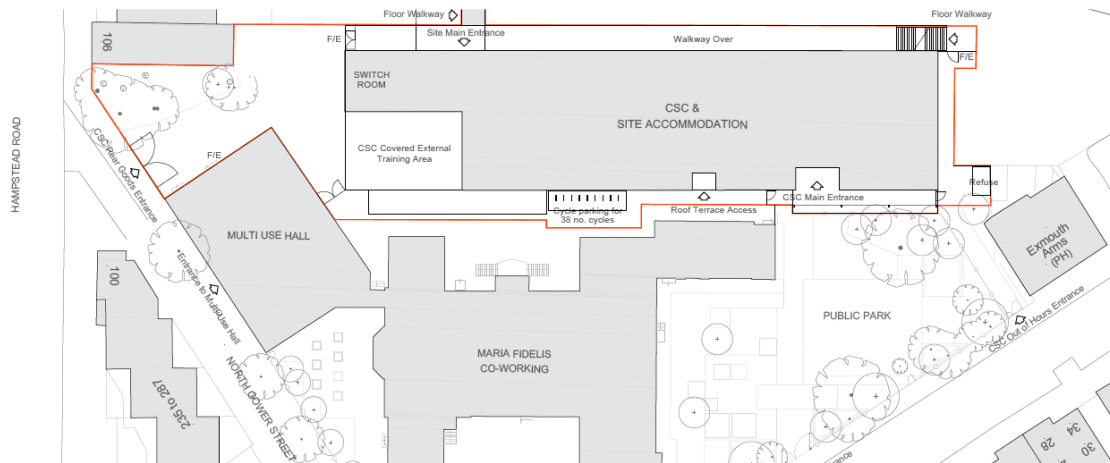 Floor Walkway
Floor Walkway
106
F/E
Site Main Entrance
Walkway Over
F/E
SWITCH
ROOM
CSC &
SITE ACCOMMODATION
HAMPSTEAD ROAD
CSC Rear Goods Entrance
F/E
CSC Covered External
Training Area
Refuse
CSC Main Entrance
Cycle parking for
38 no. cycles
Roof Terrace Access
MULTI USE HALL
Exmouth
Arms
(PH)
100
Entrance to Multi Use Hall
PUBLIC PARK
CSC Out of Hours Entrance
MARIA FIDELIS
CO-WORKING
235 to 287
NORTH GOWER STREET
Entrance
34
28
30